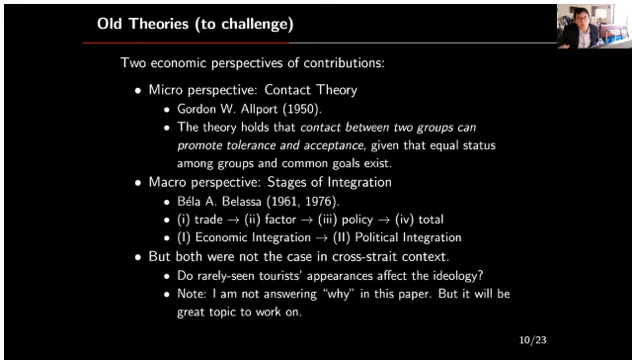 Old Theories (to challenge)
Two economic perspectives of contributions:
• Micro perspective: Contact Theory
• Gordon W. Allport (1950).
• The theory holds that contact between two groups can
promote tolerance and acceptance, given that equal status
among groups and common goals exist.
• Macro perspective: Stages of Integration
• Béla A. Belassa (1961, 1976).
• (i) trade → (ii) factor → (iii) policy → (iv) total
• (I) Economic Integration → (II) Political Integration
• But both were not the case in cross-strait context.
• Do rarely-seen tourists' appearances affect the ideology?
• Note: I am not answering “why” in this paper. But it will be
great topic to work on.
10/23